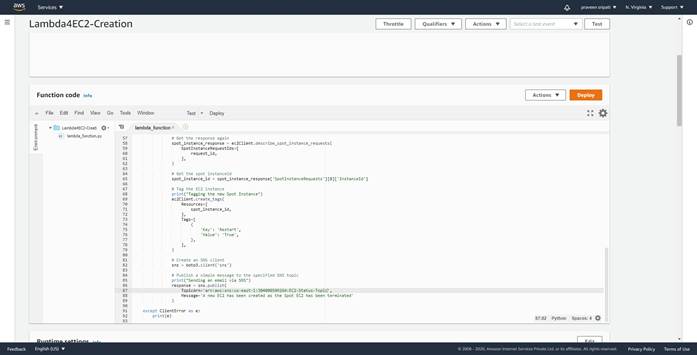 aws Services praveen sripati N. Virginia Support
Lambda4EC2-Creation Throttle Qualifiers Actions Select a test event Test
Function code Info Actions Deploy
File Edit Find View Go Tools Window Test Deploy
Environment
Lambda4EC2-Creati
lambda_function.py
lambda_function
57 # Get the response again
58 spot_instance_response = ec2Client.describe_spot_instance_requests(
59 SpotInstanceRequestIds=[
60 request_id,
61 ],
62 )
63
64 # Get the spot instanceid
65 spot_instance_id = spot_instance_response['SpotInstanceRequests'][0]['InstanceId']
66
67 # Tag the EC2 instance
68 print("Tagging the new Spot Instance")
69 ec2Client.create_tags(
70 Resources=[
71 spot_instance_id,
72 ],
73 Tags=[
74 {
75 'Key': 'Restart',
76 'Value': 'True',
77 },
78 ],
79 )
80
81 # Create an SNS client
82 sns = boto3.client('sns')
83
84 # Publish a simple message to the specified SNS topic
85 print("Sending an email via SNS")
86 response = sns.publish(
87 EC2-Status-Topic',
88 Message='A new EC2 has been created as the Spot EC2 has been terminated'
89 )
90
91 except ClientError as e:
92 print(e)
93
87:82 Python Spaces: 4
Runtime settings Info Edit
Feedback English (US) © 2008 - 2020, Amazon Internet Services Private Ltd. or its affiliates. All rights reserved. Privacy Policy Terms of Use